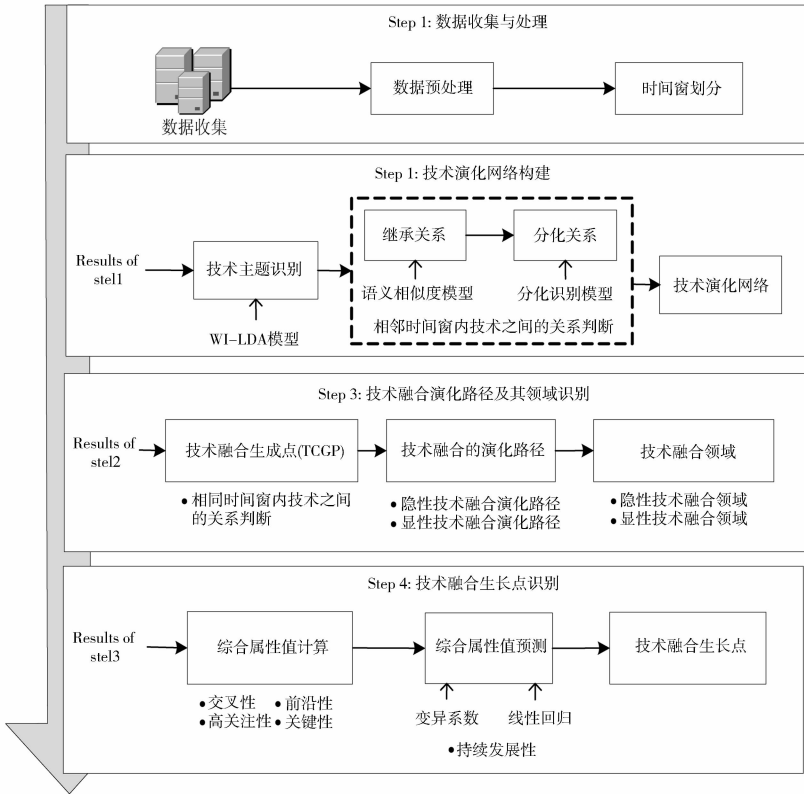 Step 1: 数据收集与处理
数据收集
数据预处理
时间窗划分
Step 1: 技术演化网络构建
Results of
stel1
技术主题识别
WI-LDA模型
继承关系
分化关系
语义相似度模型
分化识别模型
相邻时间窗内技术之间的关系判断
技术演化网络
Step 3: 技术融合演化路径及其领域识别
Results of
stel2
技术融合生成点(TCGP)
技术融合的演化路径
技术融合领域
●相同时间窗内技术之间
的关系判断
●隐性技术融合演化路径
●显性技术融合演化路径
●隐性技术融合领域
●显性技术融合领域
Step 4: 技术融合生长点识别
Results of
stel3
综合属性值计算
综合属性值预测
技术融合生长点
●交叉性 ●前沿性
●高关注性 ●关键性
变异系数
线性回归
●持续发展性